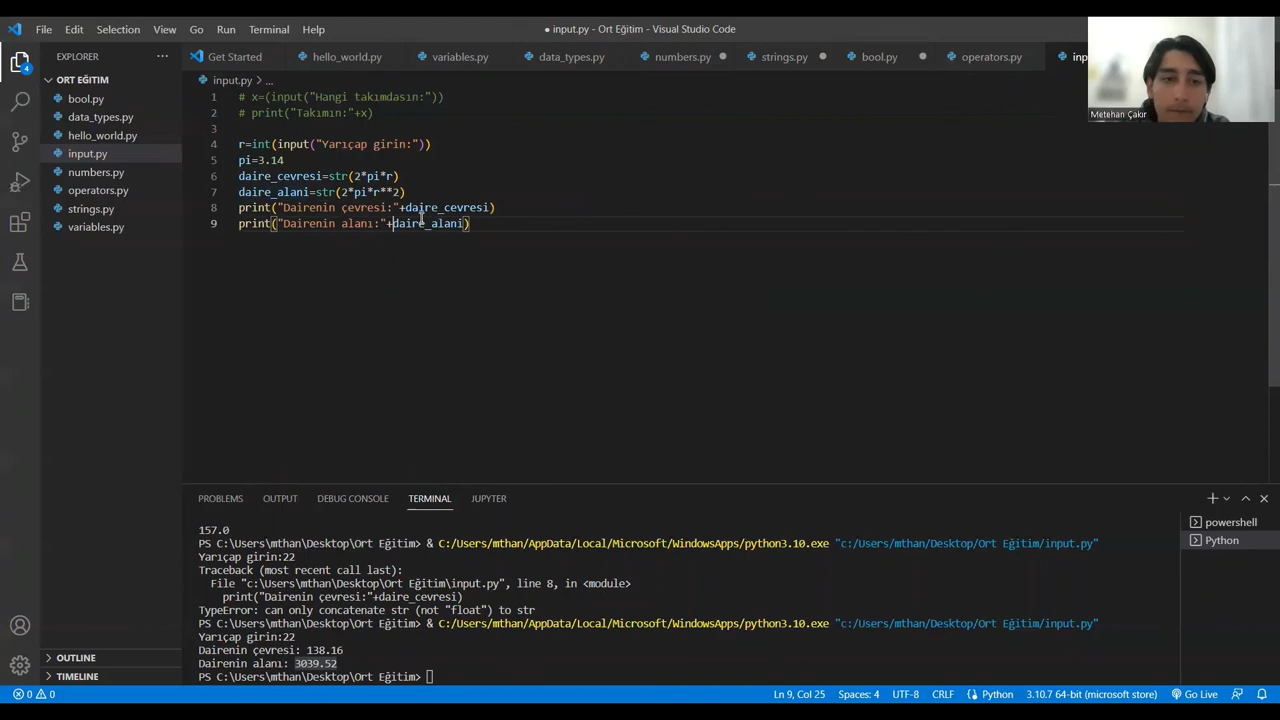 File Edit Selection View Go Run Terminal Help
● input.py - Ort Eğitim - Visual Studio Code
EXPLORER
Get Started hello_world.py variables.py data_types.py numbers.py strings.py bool.py operators.py inp
ORT EĞİTİM
input.py > ...
bool.py
data_types.py
hello_world.py
input.py
numbers.py
operators.py
strings.py
variables.py
4
1 # x=(input("Hangi takımdasın:"))
2 # print("Takımın:"+x)
3
4 r=int(input("Yarıçap girin:"))
5 pi=3.14
6 daire_cevresi=str(2*pi*r)
7 daire_alani=str(2*pi*r**2)
8 print("Dairenin çevresi:"+daire_cevresi)
9 print("Dairenin alanı:"+daire_alani)
Metehan Çakır
PROBLEMS OUTPUT DEBUG CONSOLE TERMINAL JUPYTER
powershell
Python
157.0
PS C:\Users\mthan\Desktop\Ort Eğitim> & C:/Users/mthan/AppData/Local/Microsoft/WindowsApps/python3.10.exe "c:/Users/mthan/Desktop/Ort Eğitim/input.py"
Yarıçap girin:22
Traceback (most recent call last):
File "c:\Users\mthan\Desktop\Ort Eğitim\input.py", line 8, in <module>
print("Dairenin çevresi:"+daire_cevresi)
TypeError: can only concatenate str (not "float") to str
PS C:\Users\mthan\Desktop\Ort Eğitim> & C:/Users/mthan/AppData/Local/Microsoft/WindowsApps/python3.10.exe "c:/Users/mthan/Desktop/Ort Eğitim/input.py"
Yarıçap girin:22
Dairenin çevresi: 138.16
Dairenin alanı: 3039.52
PS C:\Users\mthan\Desktop\Ort Eğitim>
OUTLINE
TIMELINE
0 0
Ln 9, Col 25 Spaces: 4 UTF-8 CRLF Python 3.10.7 64-bit (microsoft store) Go Live